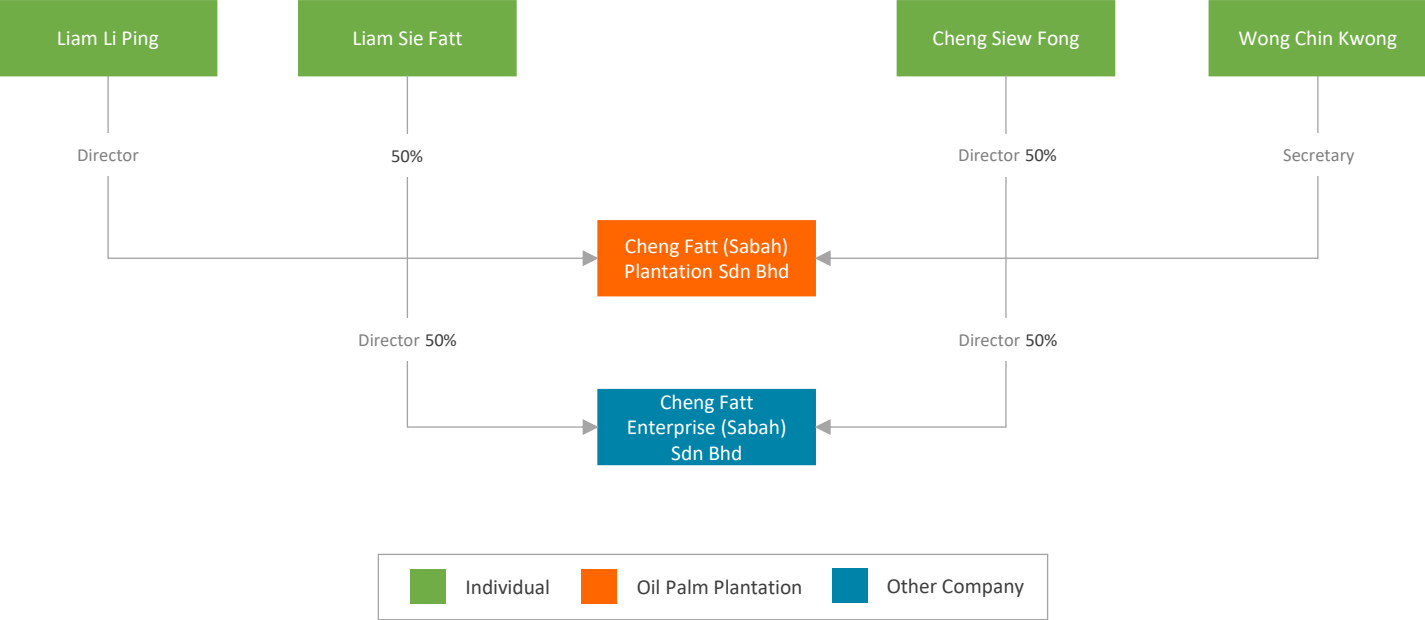 Liam Li Ping
Liam Sie Fatt
Cheng Siew Fong
Wong Chin Kwong
Director
50%
Director 50%
Secretary
Cheng Fatt (Sabah)
Plantation Sdn Bhd
Director 50%
Director 50%
Cheng Fatt
Enterprise (Sabah)
Sdn Bhd
Individual
Oil Palm Plantation
Other Company